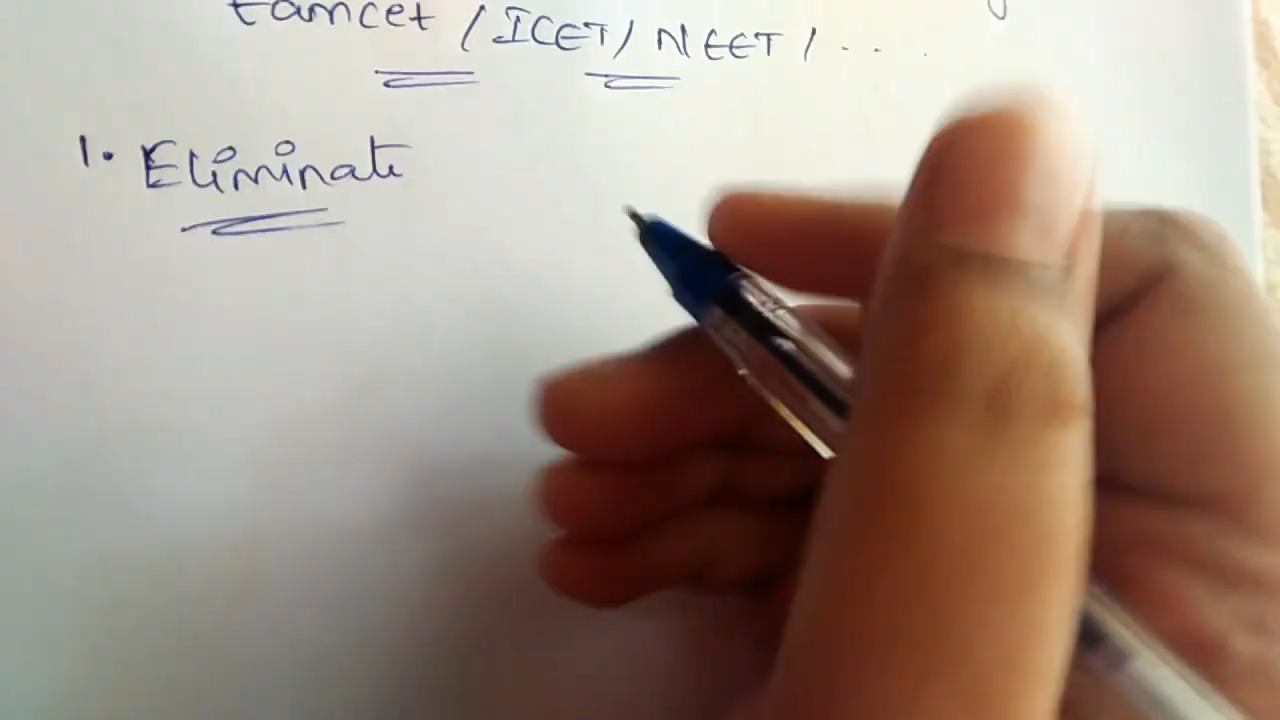 Eamcet / ICET / NEET / ...
1. Eliminate